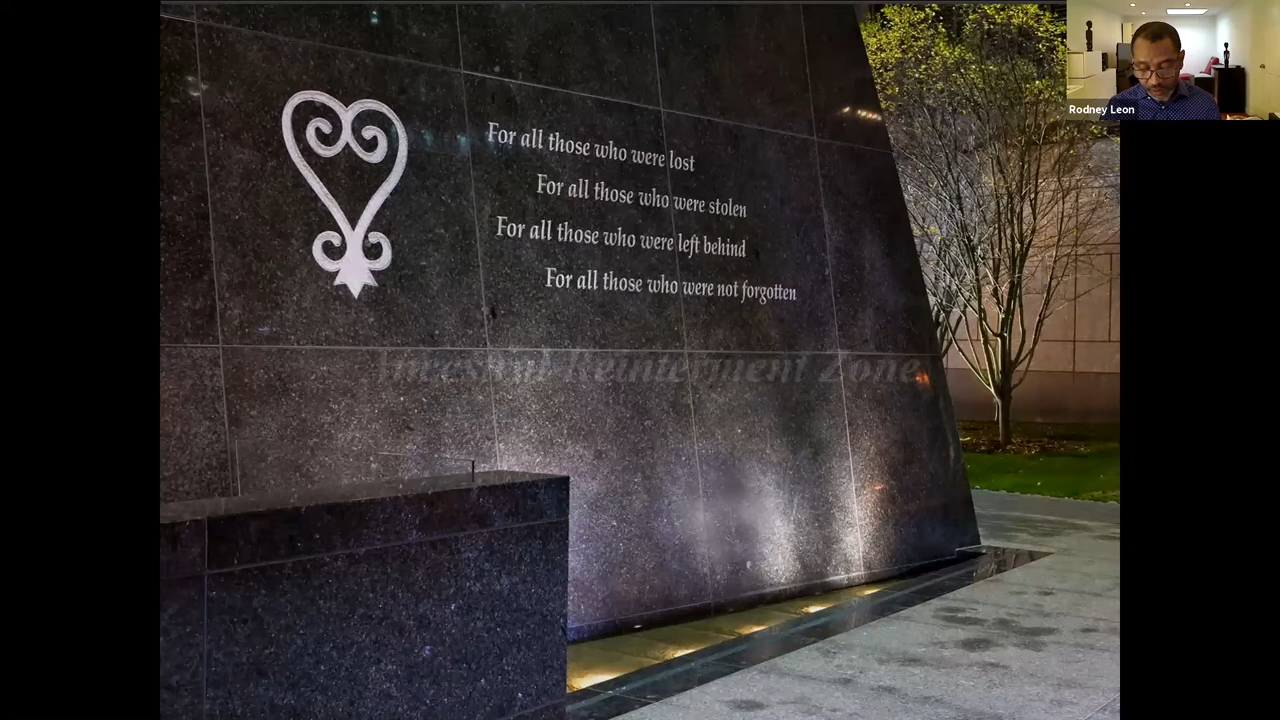 For all those who were lost
For all those who were stolen
For all those who were left behind
For all those who were not forgotten
Ancestral Reinterment Zone
Rodney Leon